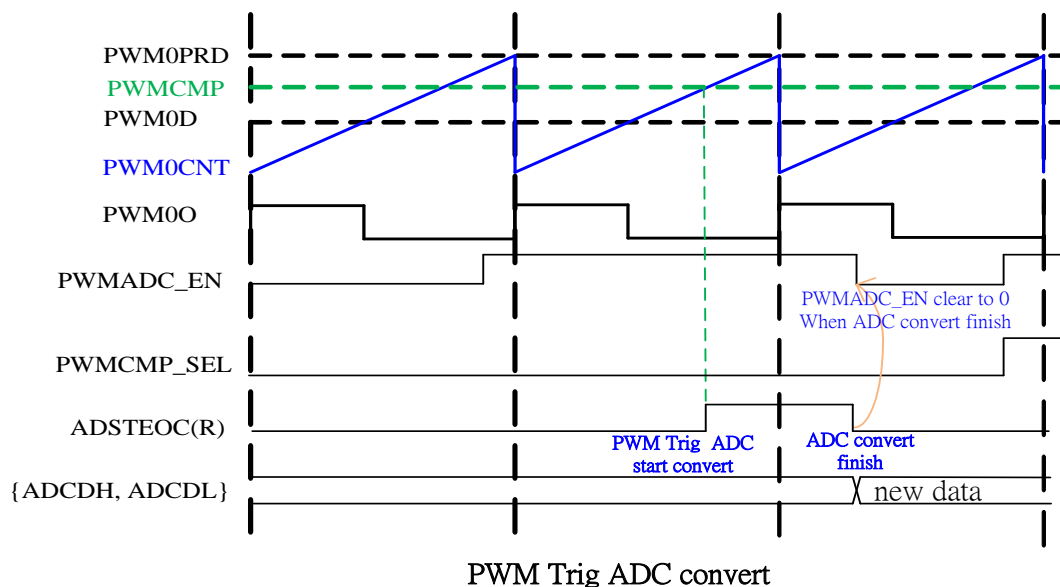 PWM0PRD
PWMCMP
PWM0D
PWM0CNT
PWM0O
PWMADC_EN
PWMADC_EN clear to 0
When ADC convert finish
PWMCMP_SEL
ADSTEOC(R)
PWM Trig ADC
start convert
ADC convert
finish
{ADCDH, ADCDL}
new data
PWM Trig ADC convert